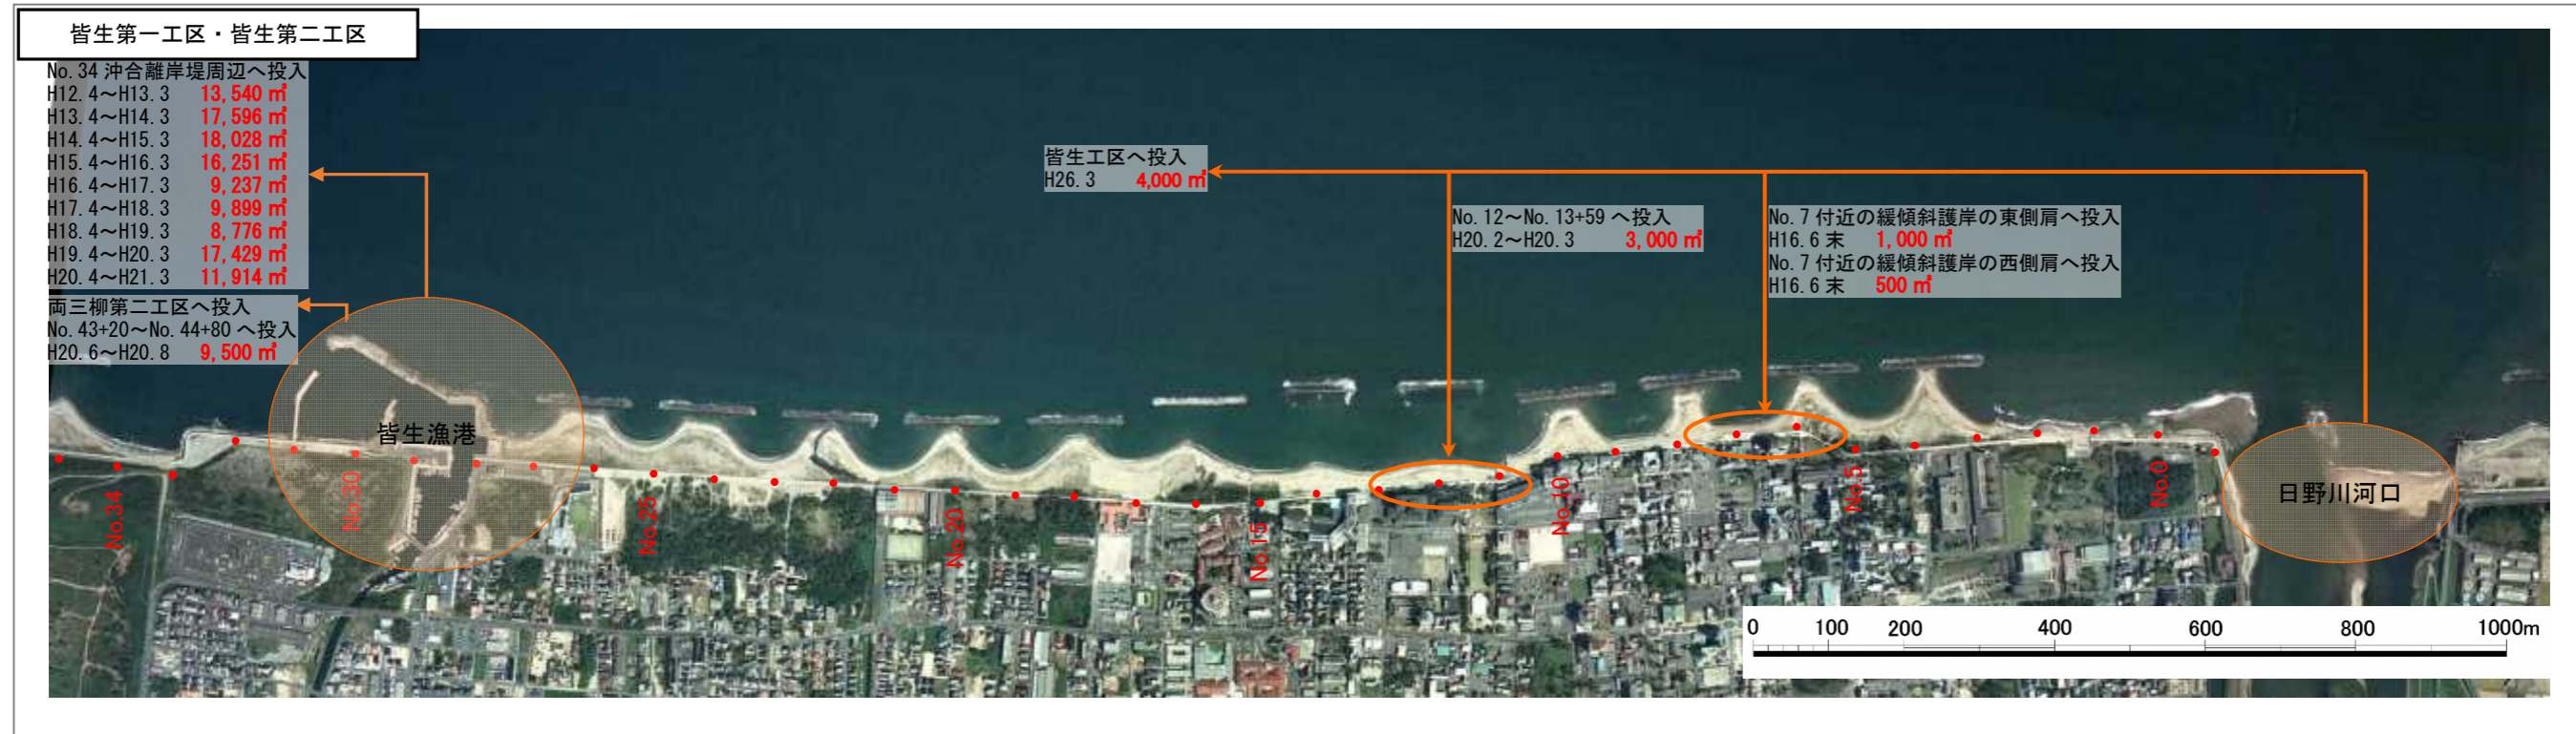 皆生第一工区・皆生第二工区
No.34 沖合離岸堤周辺へ投入
H12.4～H13.3 13,540 ㎥
H13.4～H14.3 17,596 ㎥
H14.4～H15.3 18,028 ㎥
H15.4～H16.3 16,251 ㎥
H16.4～H17.3 9,237 ㎥
H17.4～H18.3 9,899 ㎥
H18.4～H19.3 8,776 ㎥
H19.4～H20.3 17,429 ㎥
H20.4～H21.3 11,914 ㎥
両三柳第二工区へ投入
No.43+20～No.44+80 へ投入
H20.6～H20.8 9,500 ㎥
皆生工区へ投入
H26.3 4,000 ㎥
No.12～No.13+59 へ投入
H20.2～H20.3 3,000 ㎥
No.7 付近の緩傾斜護岸の東側肩へ投入
H16.6 末 1,000 ㎥
No.7 付近の緩傾斜護岸の西側肩へ投入
H16.6 末 500 ㎥
皆生漁港
日野川河口
No.34
No.30
No.25
No.20
No.15
No.10
No.5
No.0
0 100 200 400 600 800 1000m